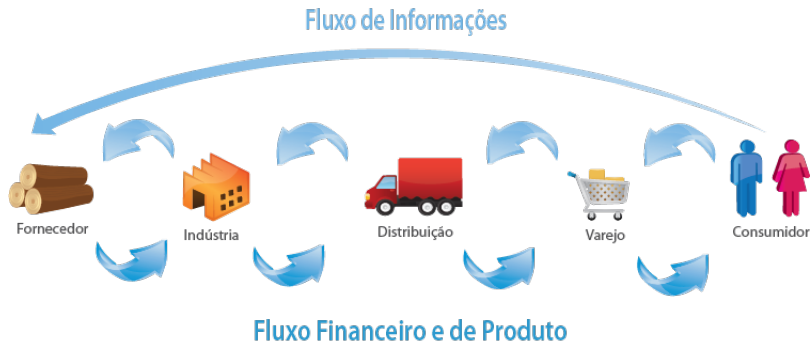 Fluxo de Informações
Fornecedor
Indústria
Distribuição
Varejo
Consumidor
Fluxo Financeiro e de Produto